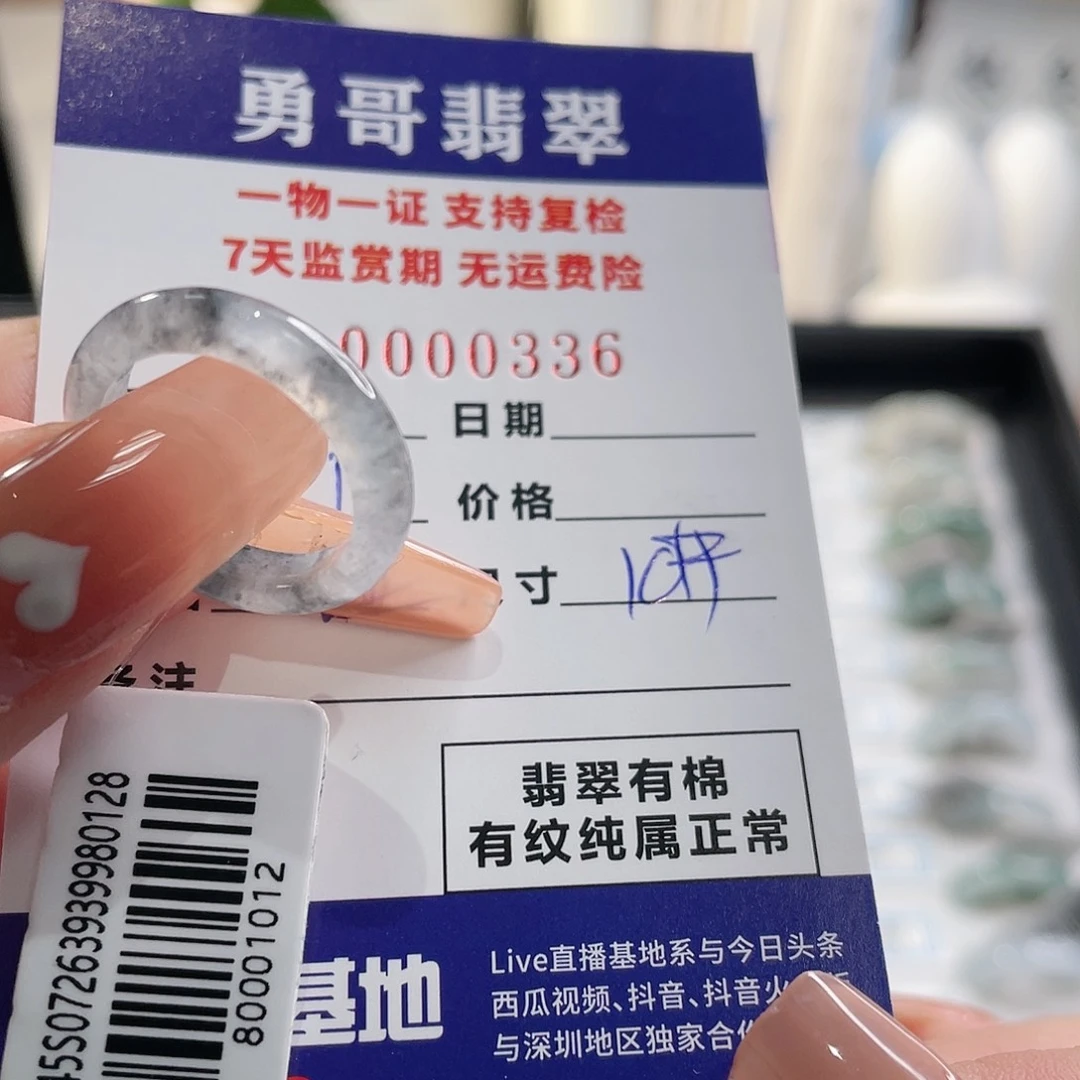 勇哥翡翠
一物一证 支持复检
7天监赏期 无运费险
0000336
日期
价格
寸
备注
翡翠有棉
有纹纯属正常
基地
Live直播基地系与今日头条
西瓜视频、抖音、抖音火
与深圳地区独家合作
45S072639399980128
80001012